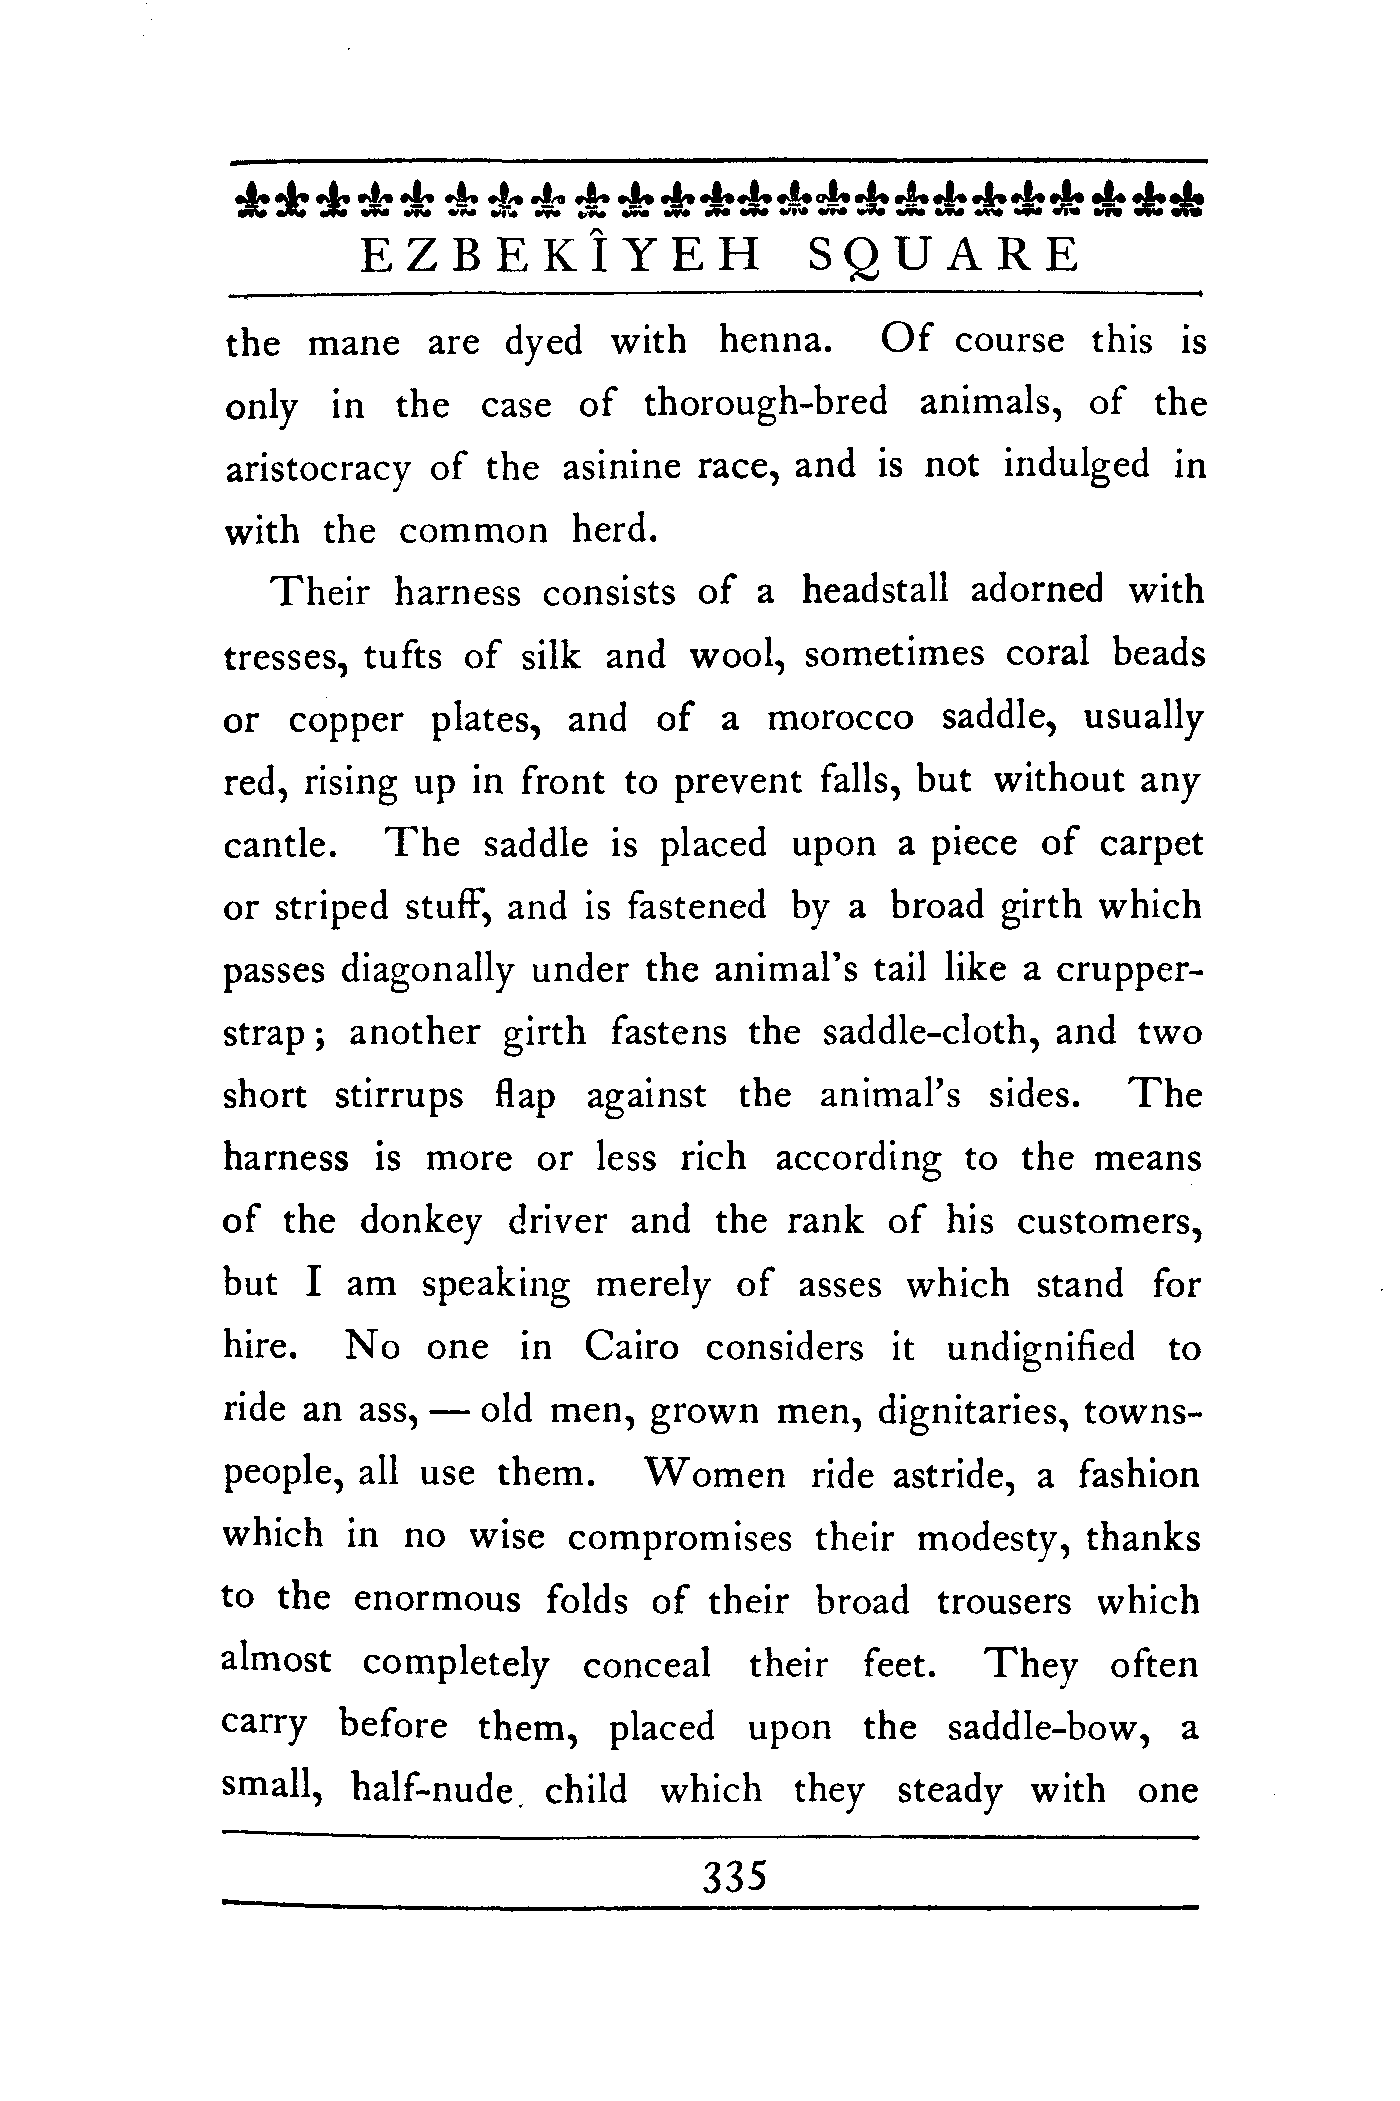 EZBEKÎYEH SQUARE
the mane are dyed with henna. Of course this is
only in the case of thorough-bred animals, of the
aristocracy of the asinine race, and is not indulged in
with the common herd.
Their harness consists of a headstall adorned with
tresses, tufts of silk and wool, sometimes coral beads
or copper plates, and of a morocco saddle, usually
red, rising up in front to prevent falls, but without any
cantle. The saddle is placed upon a piece of carpet
or striped stuff, and is fastened by a broad girth which
passes diagonally under the animal's tail like a crupper-
strap; another girth fastens the saddle-cloth, and two
short stirrups flap against the animal's sides. The
harness is more or less rich according to the means
of the donkey driver and the rank of his customers,
but I am speaking merely of asses which stand for
hire. No one in Cairo considers it undignified to
ride an ass, — old men, grown men, dignitaries, towns-
people, all use them. Women ride astride, a fashion
which in no wise compromises their modesty, thanks
to the enormous folds of their broad trousers which
almost completely conceal their feet. They often
carry before them, placed upon the saddle-bow, a
small, half-nude child which they steady with one
335